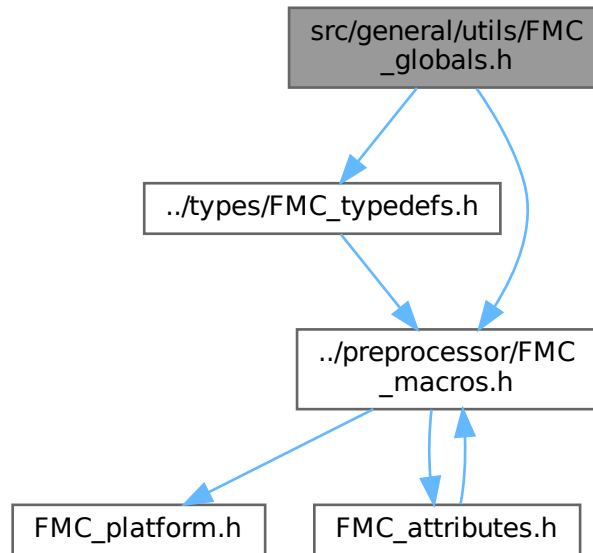 src/general/utils/FMC
_globals.h
../types/FMC_typedefs.h
../preprocessor/FMC
_macros.h
FMC_platform.h
FMC_attributes.h